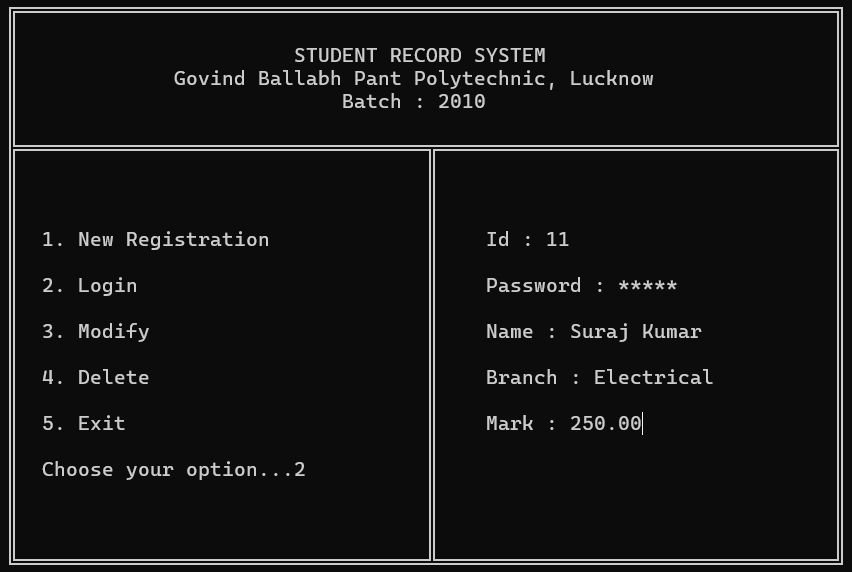 STUDENT RECORD SYSTEM
Govind Ballabh Pant Polytechnic, Lucknow
Batch : 2010
1. New Registration
2. Login
3. Modify
4. Delete
5. Exit
Choose your option...2
Id : 11
Password : *****
Name : Suraj Kumar
Branch : Electrical
Mark : 250.00